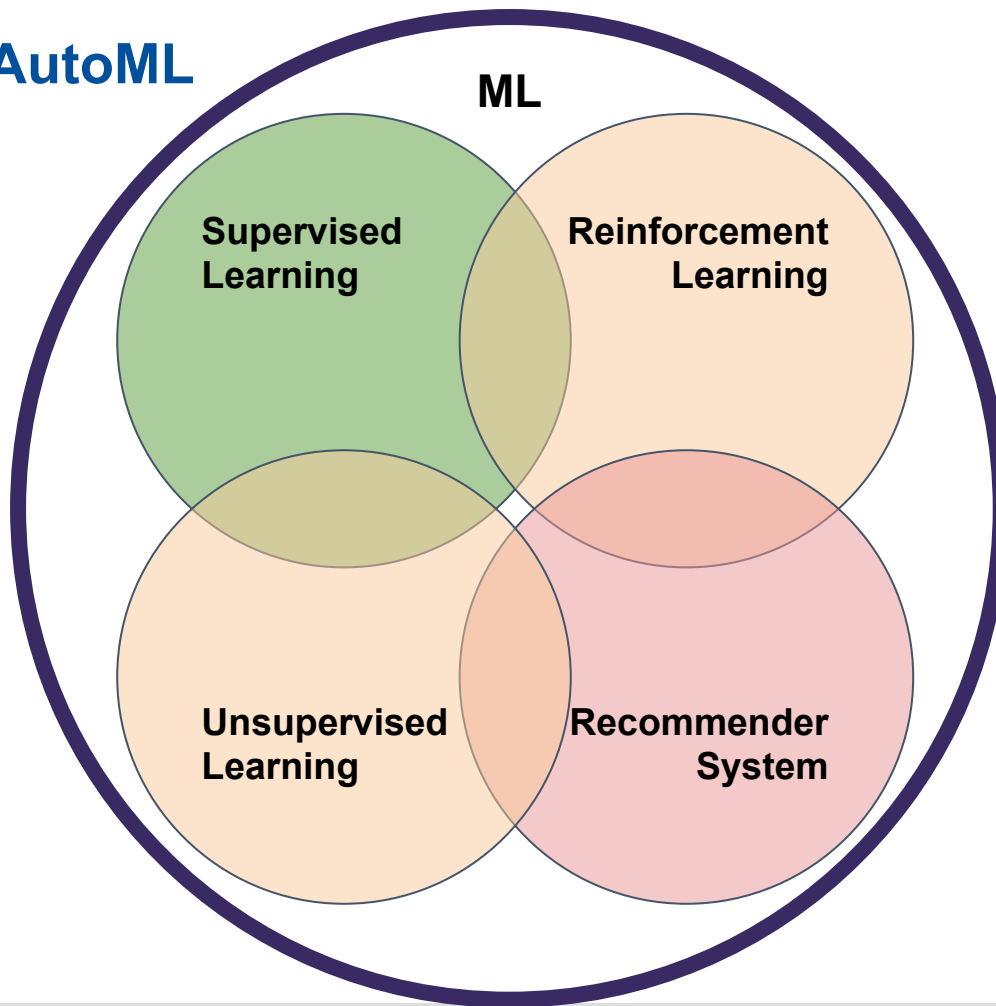 AutoML
ML
Supervised
Learning
Reinforcement
Learning
Unsupervised
Learning
Recommender
System